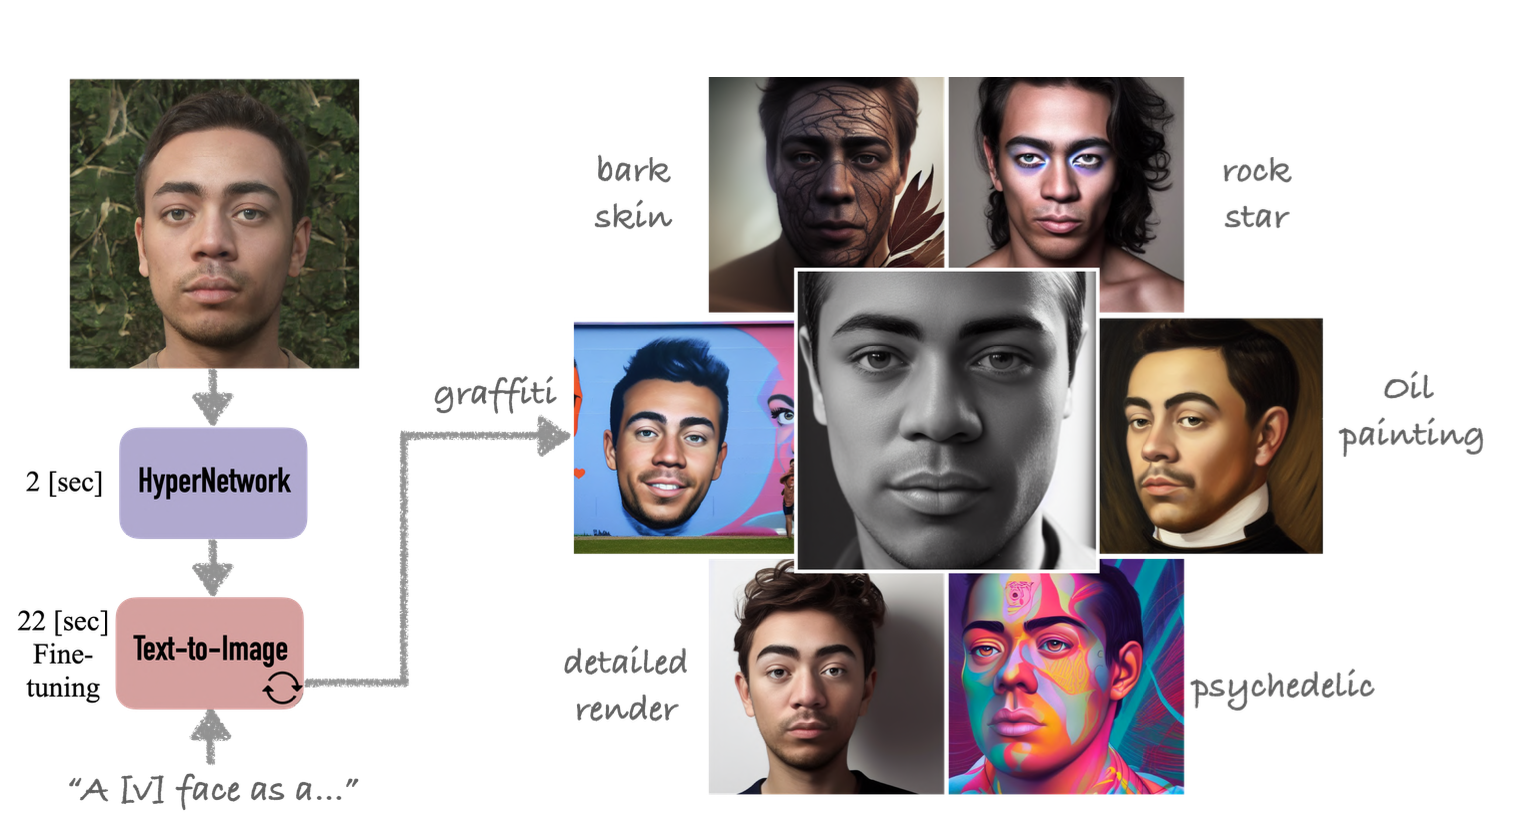 bark
skin
rock
star
graffiti
Oil
painting
2 [sec]
HyperNetwork
22 [sec]
Fine-
tuning
Text-to-Image
detailed
render
psychedelic
“A [v] face as a...”